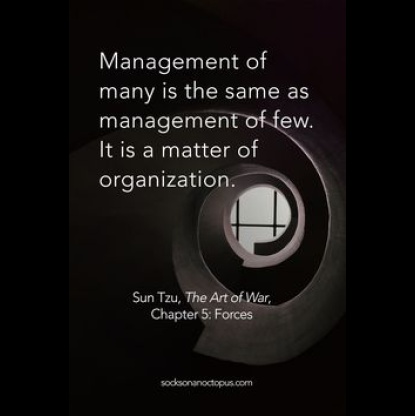 Management of
many is the same as
management of few.
It is a matter of
organization.
Sun Tzu, The Art of War,
Chapter 5: Forces
socksonanoctopus.com